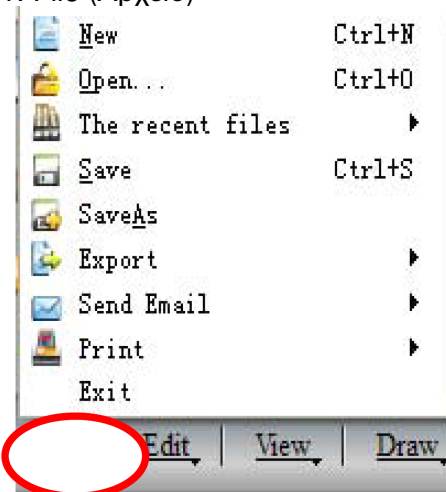 New Ctrl+N
Open... Ctrl+O
The recent files
Save Ctrl+S
SaveAs
Export
Send Email
Print
Exit
Edit View Draw